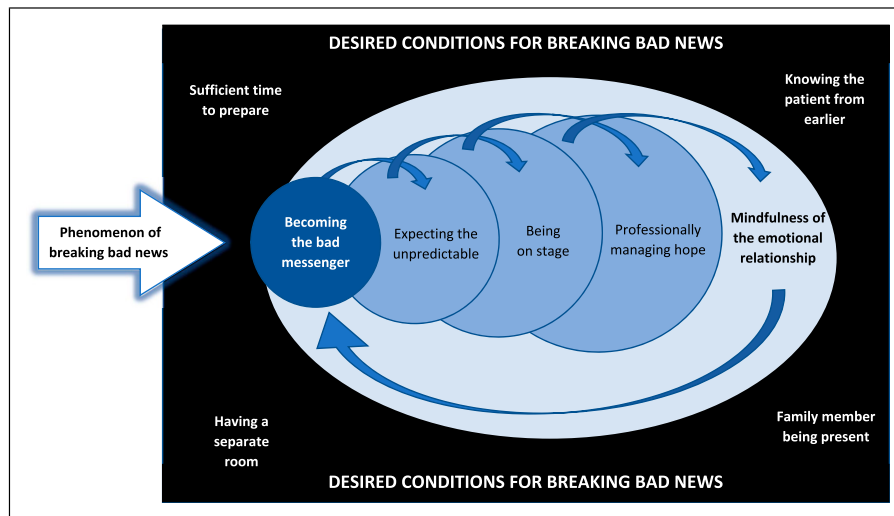 DESIRED CONDITIONS FOR BREAKING BAD NEWS
Sufficient time
to prepare
Knowing the
patient from
earlier
Phenomenon of
breaking bad news
Becoming
the bad
messenger
Expecting the
unpredictable
Being
on stage
Professionally
managing hope
Mindfulness of
the emotional
relationship
Having a
separate
room
Family member
being present
DESIRED CONDITIONS FOR BREAKING BAD NEWS